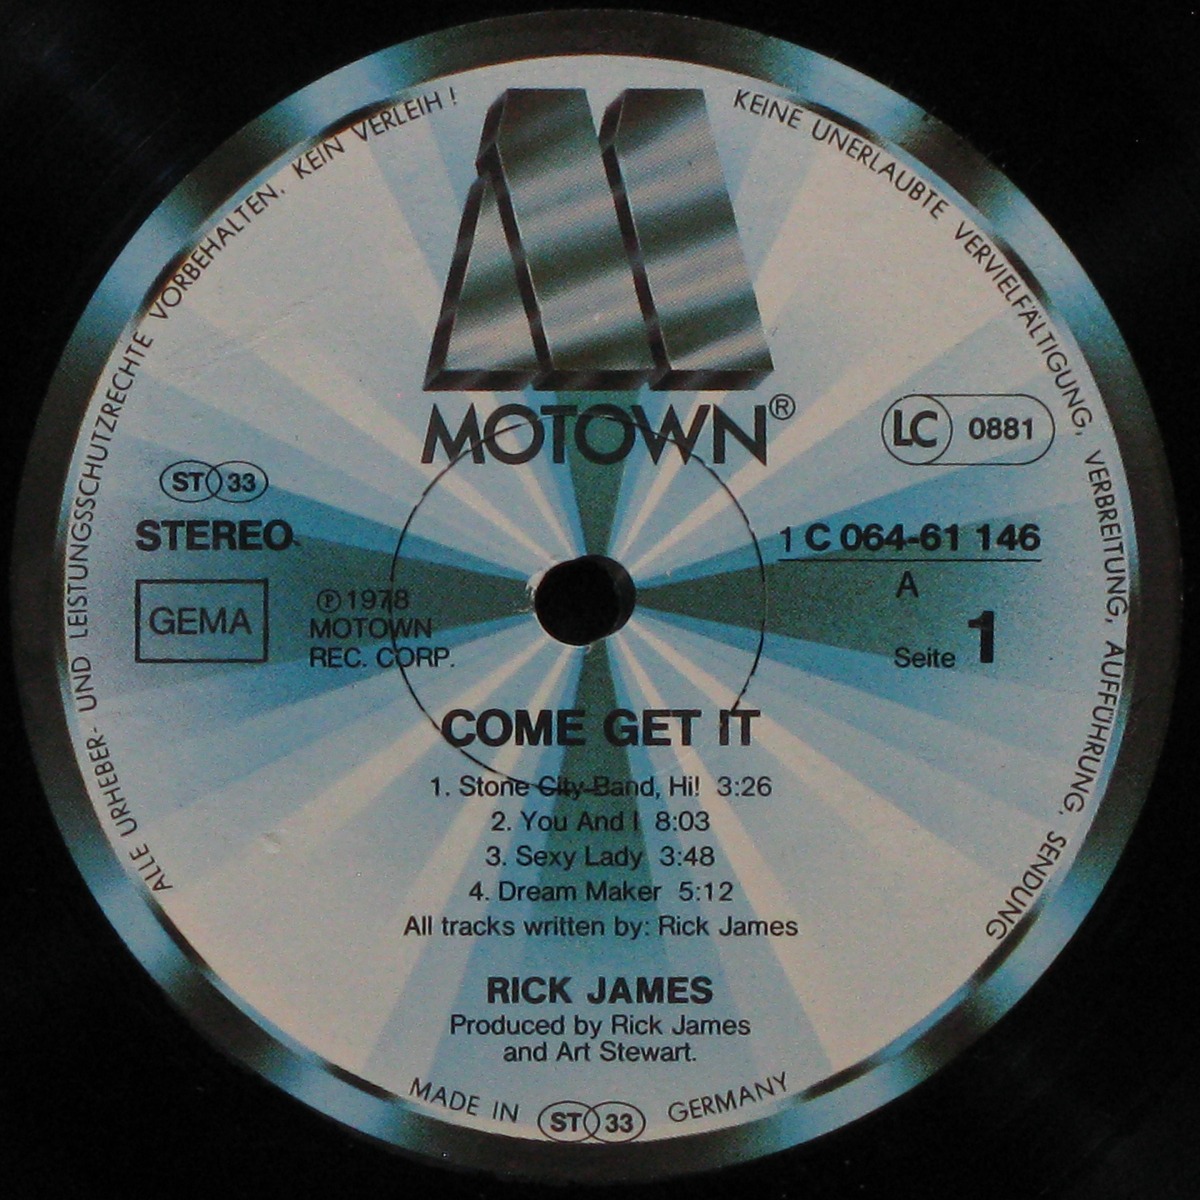 ALLE URHEBER- UND LEISTUNGSSCHUTZRECHTE VORBEHALTEN. KEIN VERLEIH !
KEINE UNERLAUBTE VERVIELFÄLTIGUNG, VERBREITUNG, AUFFÜHRUNG, SENDUNG
M
MOTOWN®
LC 0881
ST 33
STEREO
GEMA
℗ 1978
MOTOWN
REC. CORP.
1 C 064-61 146
A
Seite 1
COME GET IT
1. Stone City Band, Hi! 3:26
2. You And I 8:03
3. Sexy Lady 3:48
4. Dream Maker 5:12
All tracks written by: Rick James
RICK JAMES
Produced by Rick James
and Art Stewart.
MADE IN ST 33 GERMANY